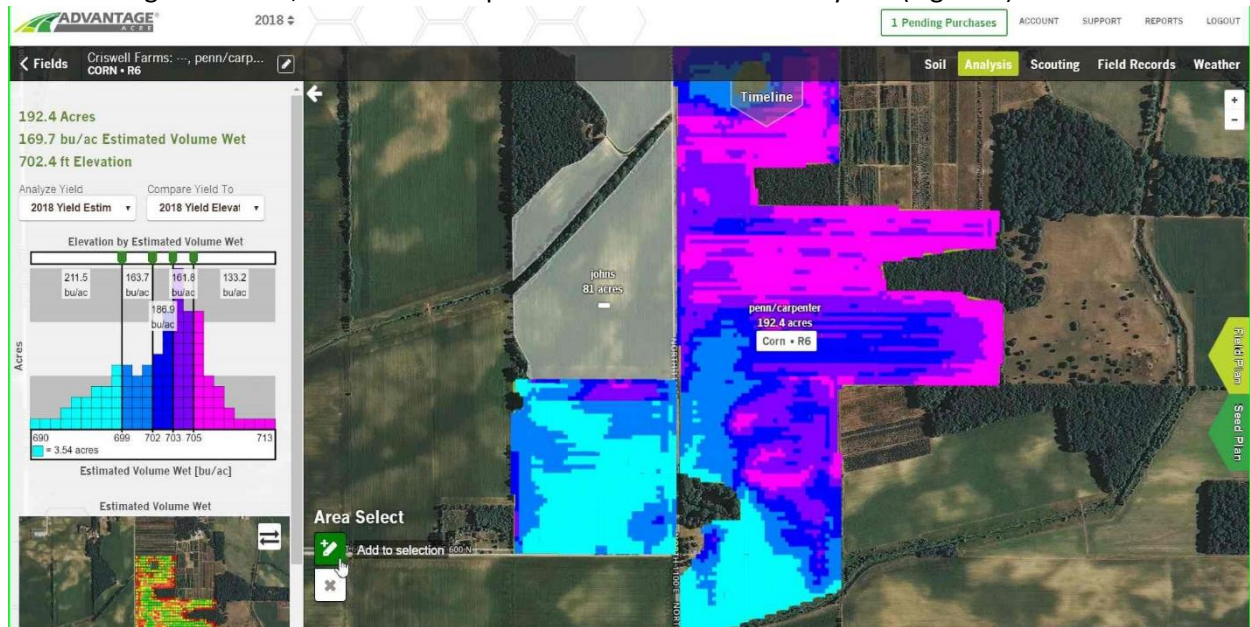 ADVANTAGE
ACRE
2018
1 Pending Purchases
ACCOUNT
SUPPORT
REPORTS
LOGOUT
Fields
Criswell Farms: ---, penn/carp...
CORN • R6
Soil
Analysis
Scouting
Field Records
Weather
Timeline
+
-
192.4 Acres
169.7 bu/ac Estimated Volume Wet
702.4 ft Elevation
Analyze Yield
Compare Yield To
2018 Yield Estim
2018 Yield Elevat
Elevation by Estimated Volume Wet
211.5
bu/ac
163.7
bu/ac
186.9
bu/ac
161.8
bu/ac
133.2
bu/ac
Acres
690 699 702 703 705 713
= 3.54 acres
Estimated Volume Wet [bu/ac]
Estimated Volume Wet
johns
81 acres
penn/carpenter
192.4 acres
Corn • R6
Field Plan
Seed Plan
Area Select
Add to selection
600 N